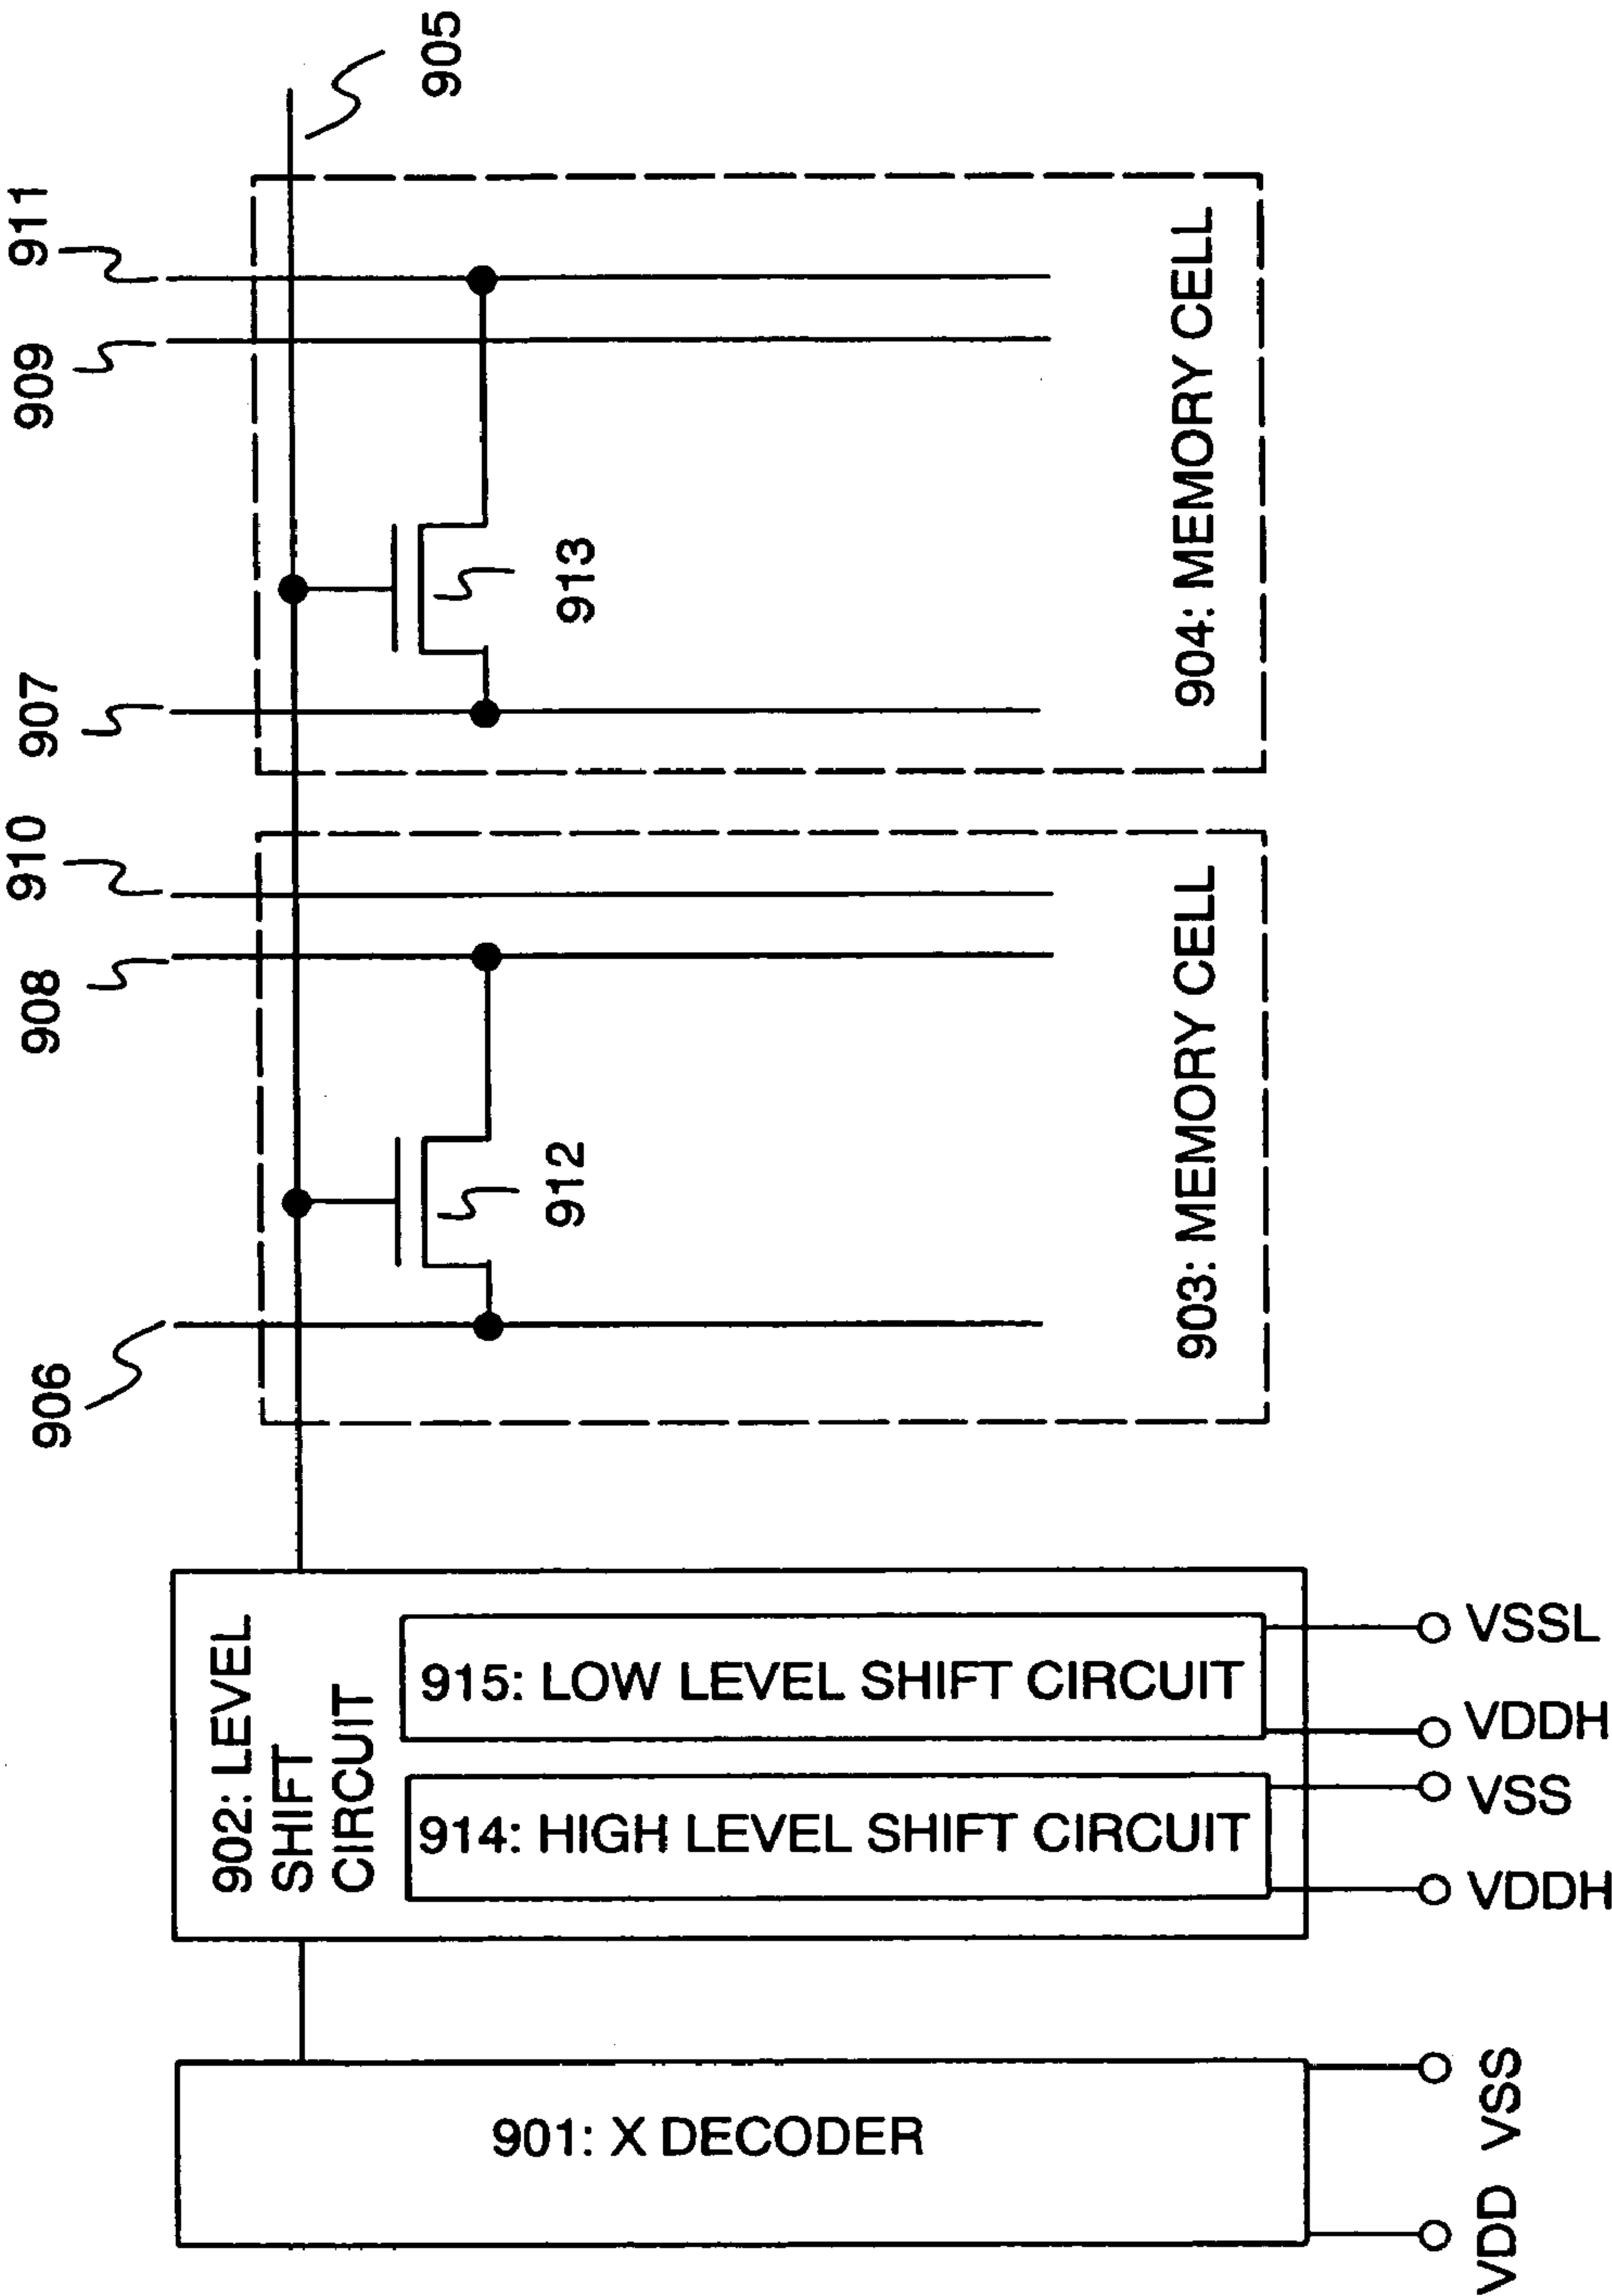 901: X DECODER
VDD
VSS
902: LEVEL
SHIFT
CIRCUIT
914: HIGH LEVEL SHIFT CIRCUIT
915: LOW LEVEL SHIFT CIRCUIT
VDDH
VSS
VDDH
VSSL
906
908
910
912
903: MEMORY CELL
907
909
911
913
904: MEMORY CELL
905